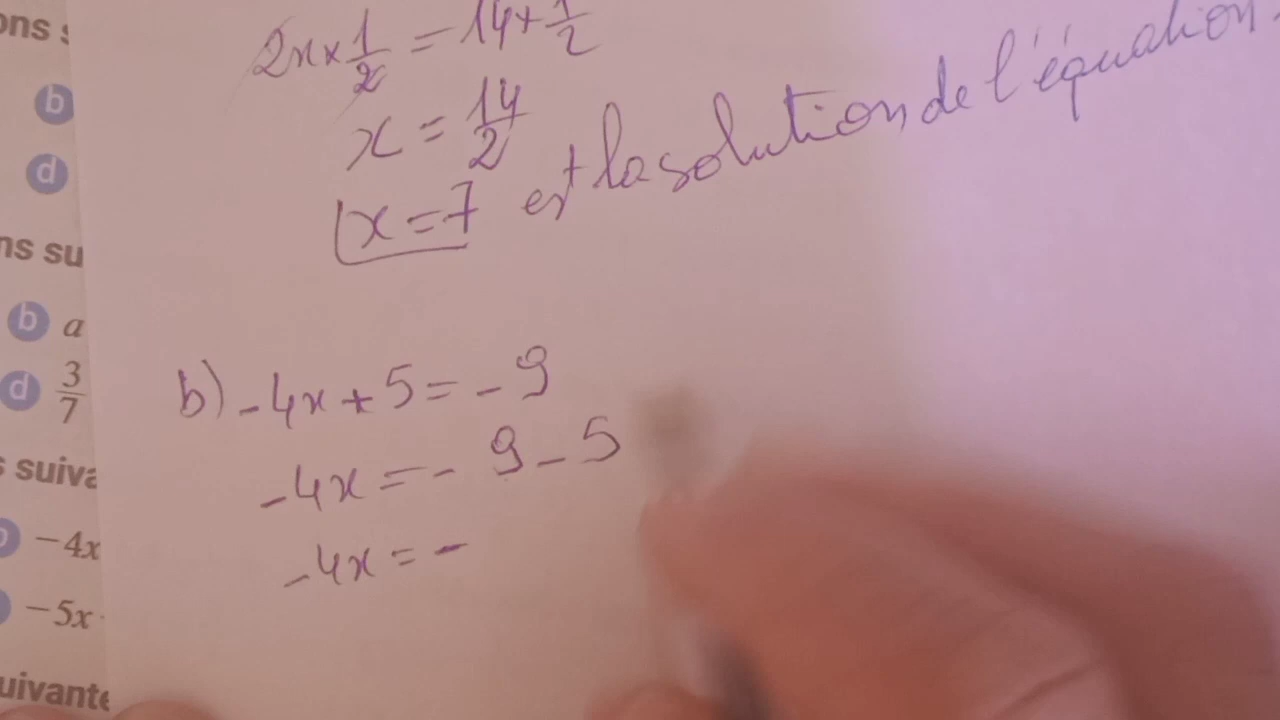 ons s
b
d
ns su
b a
d 3/7
s suiva
b −4x
−5x
uivante
2x × 1/2 = 14 × 1/2
x = 14/2
x = 7 est la solution de l'équation.
b) -4x + 5 = - 9
-4x = - 9 - 5
-4x = -